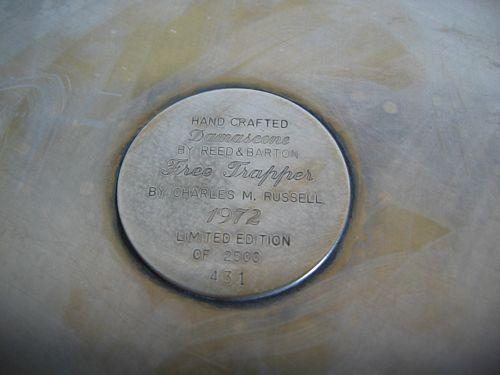 HAND CRAFTED
Damascene
BY REED & BARTON
Free Trapper
BY CHARLES M. RUSSELL
1972
LIMITED EDITION
OF 2500
431